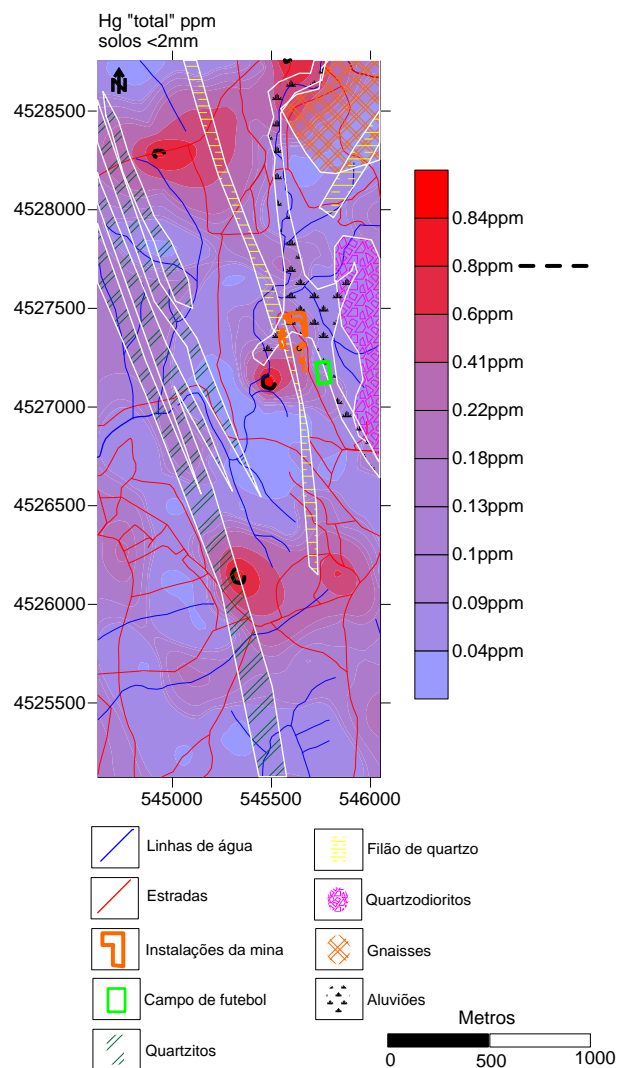 Hg "total" ppm
solos <2mm
N
4528500
4528000
4527500
4527000
4526500
4526000
4525500
545000 545500 546000
0.84ppm
0.8ppm
0.6ppm
0.41ppm
0.22ppm
0.18ppm
0.13ppm
0.1ppm
0.09ppm
0.04ppm
Linhas de água
Estradas
Instalações da mina
Campo de futebol
Quartzitos
Filão de quartzo
Quartzodioritos
Gnaisses
Aluviões
Metros
0 500 1000